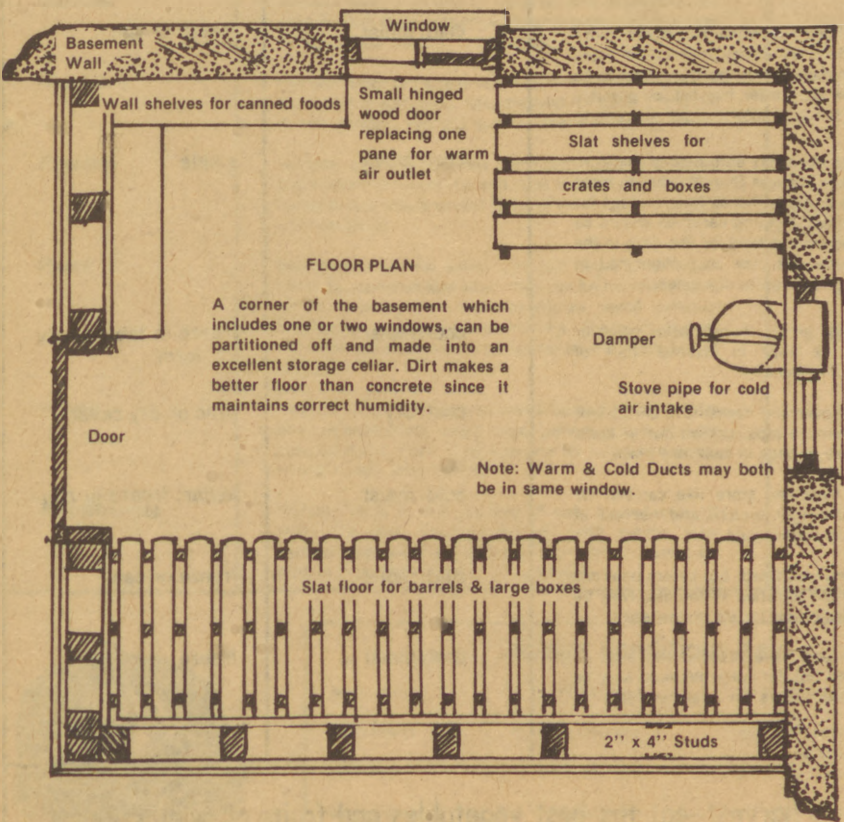 Window
Basement
Wall
Wall shelves for canned foods
Small hinged
wood door
replacing one
pane for warm
air outlet
Slat shelves for
crates and boxes
FLOOR PLAN
A corner of the basement which
includes one or two windows, can be
partitioned off and made into an
excellent storage celiar. Dirt makes a
better floor than concrete since it
maintains correct humidity.
Damper
Stove pipe for cold
air intake
Door
Note: Warm & Cold Ducts may both
be in same window.
Slat floor for barrels & large boxes
2'' x 4'' Studs